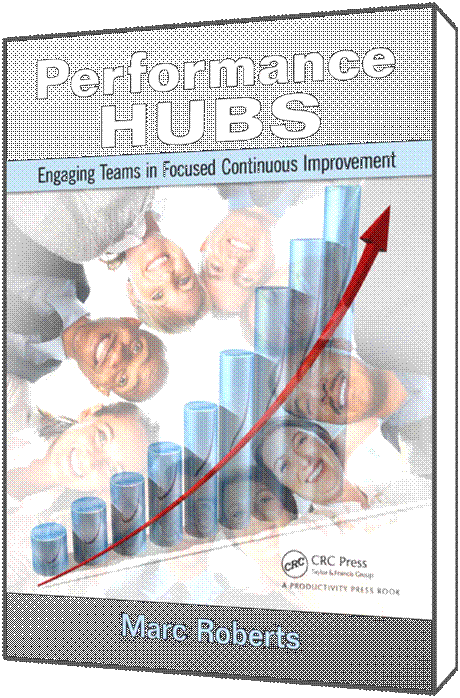 Performance
HUBS
Engaging Teams in Focused Continuous Improvement
CRC
CRC Press
Taylor & Francis Group
A PRODUCTIVITY PRESS BOOK
Marc Roberts